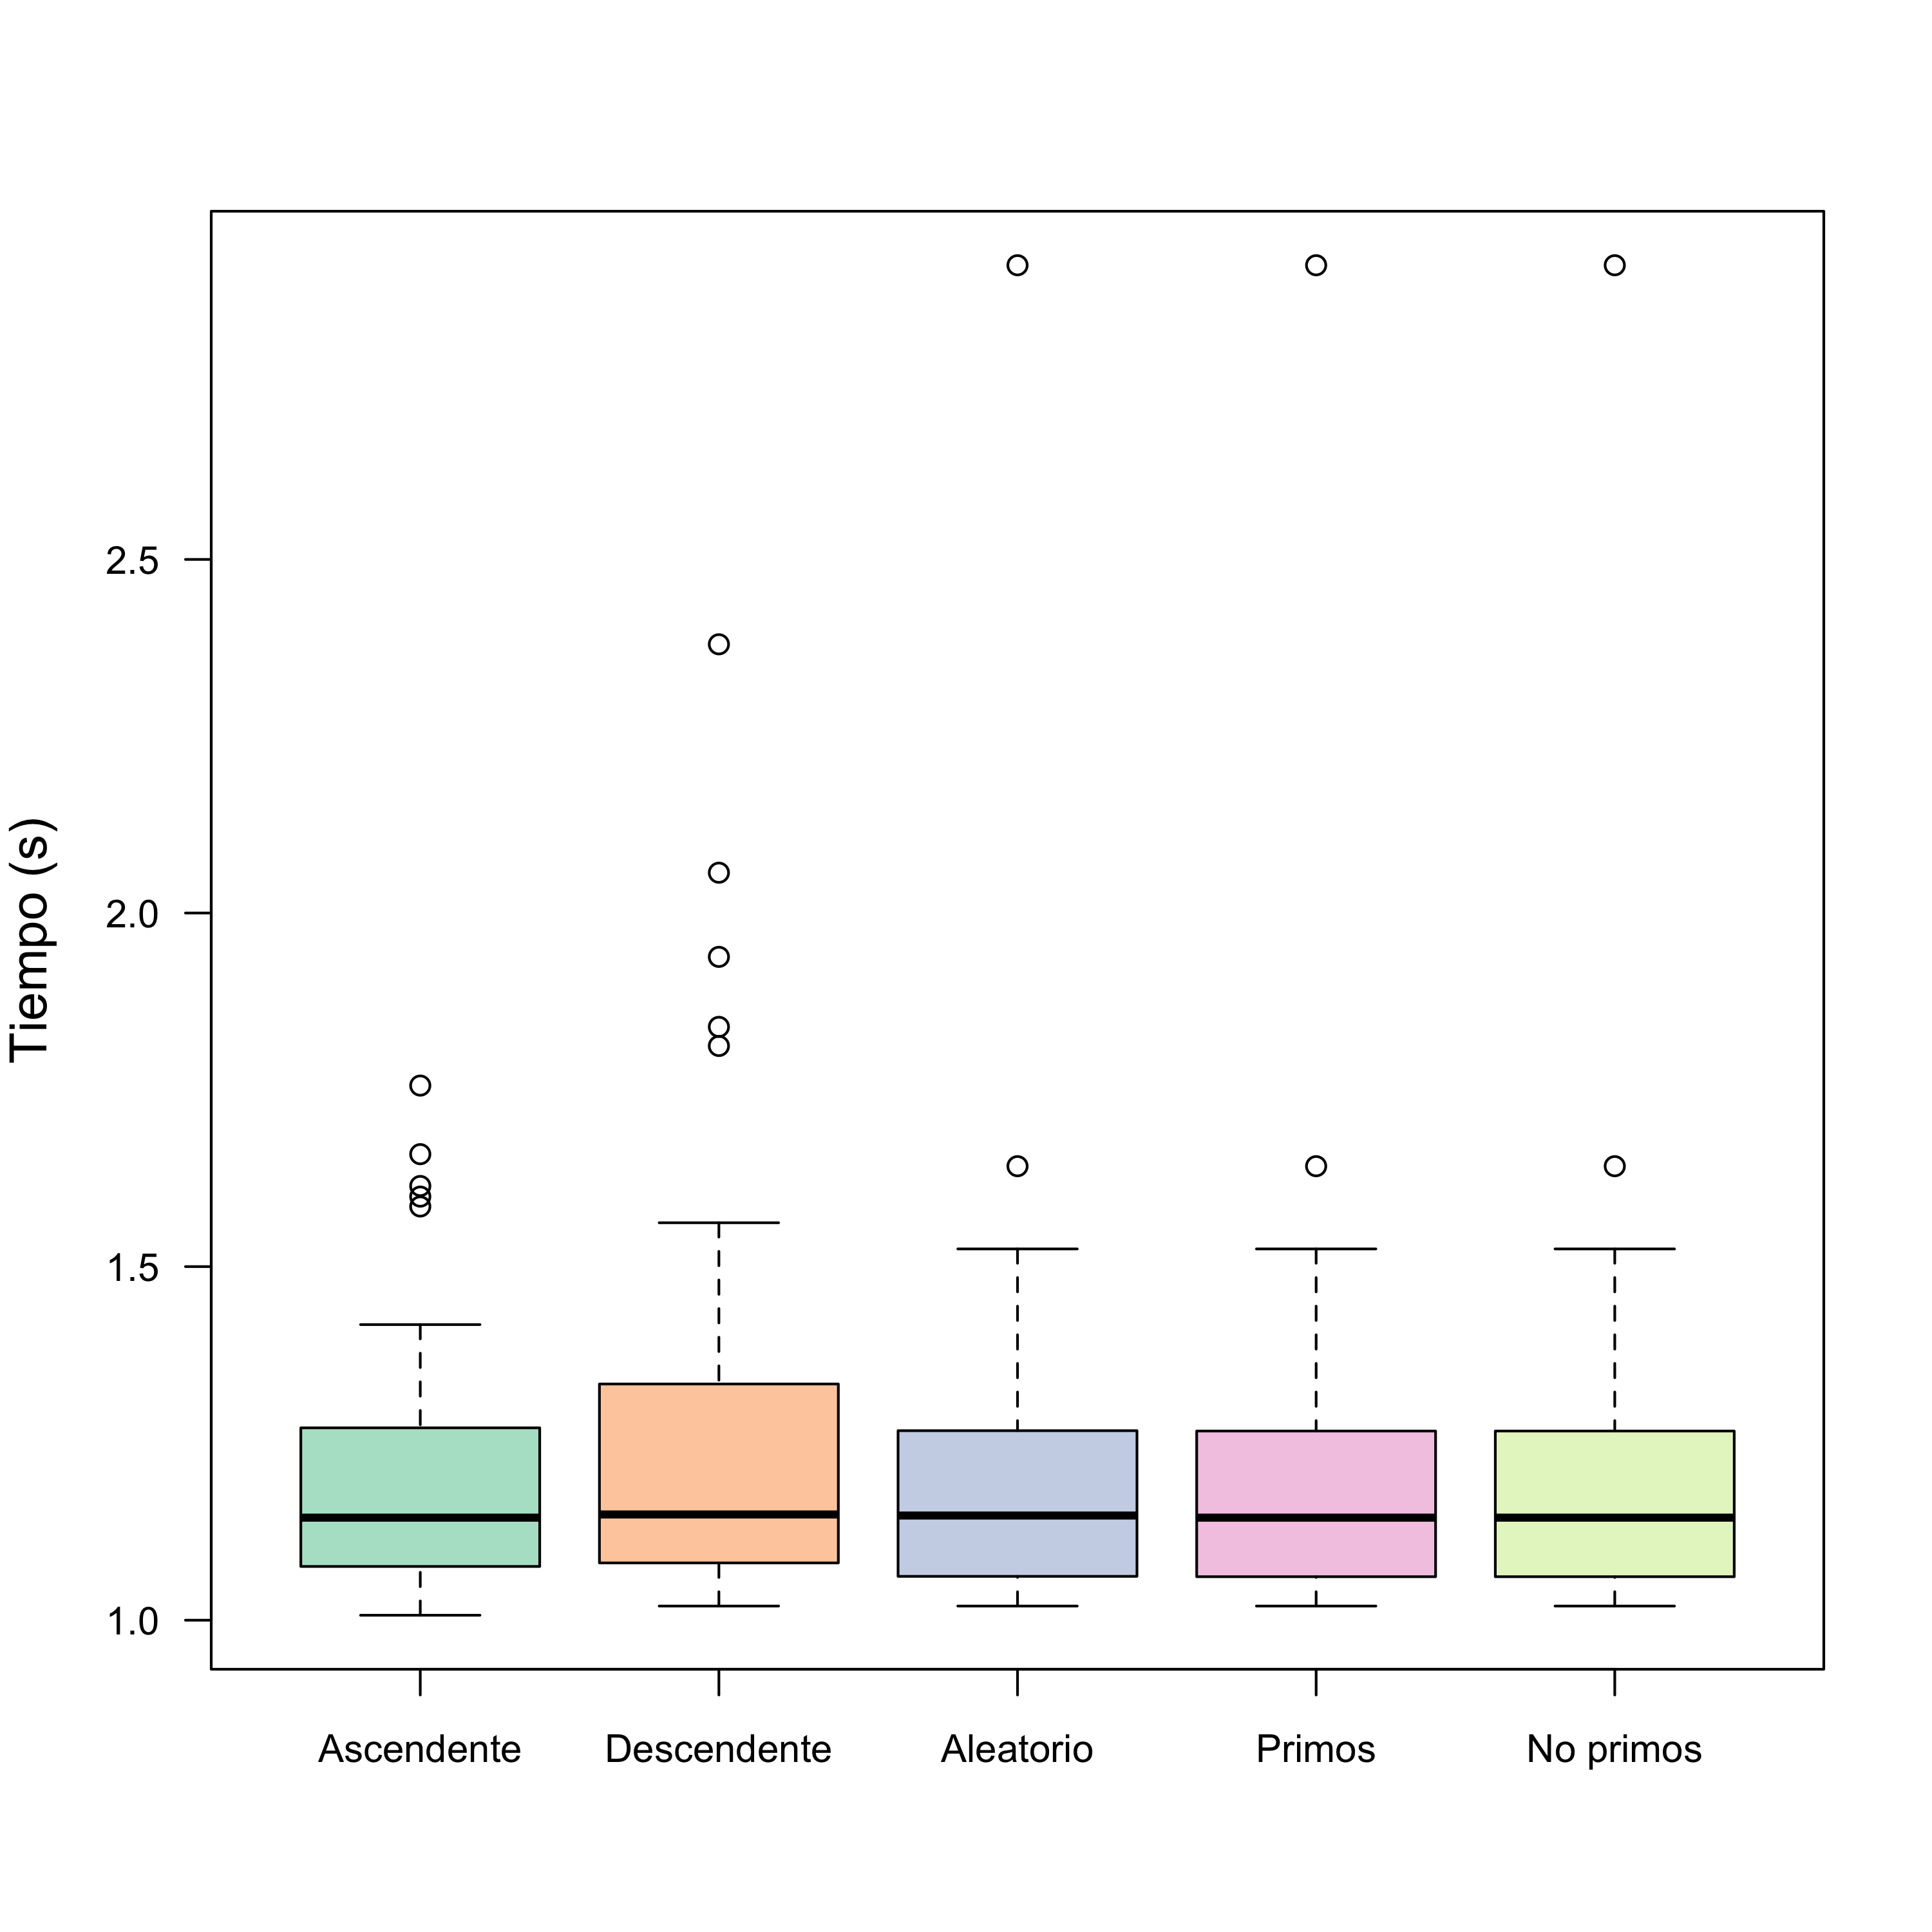 Tiempo (s)
2.5
2.0
1.5
1.0
Ascendente
Descendente
Aleatorio
Primos
No primos